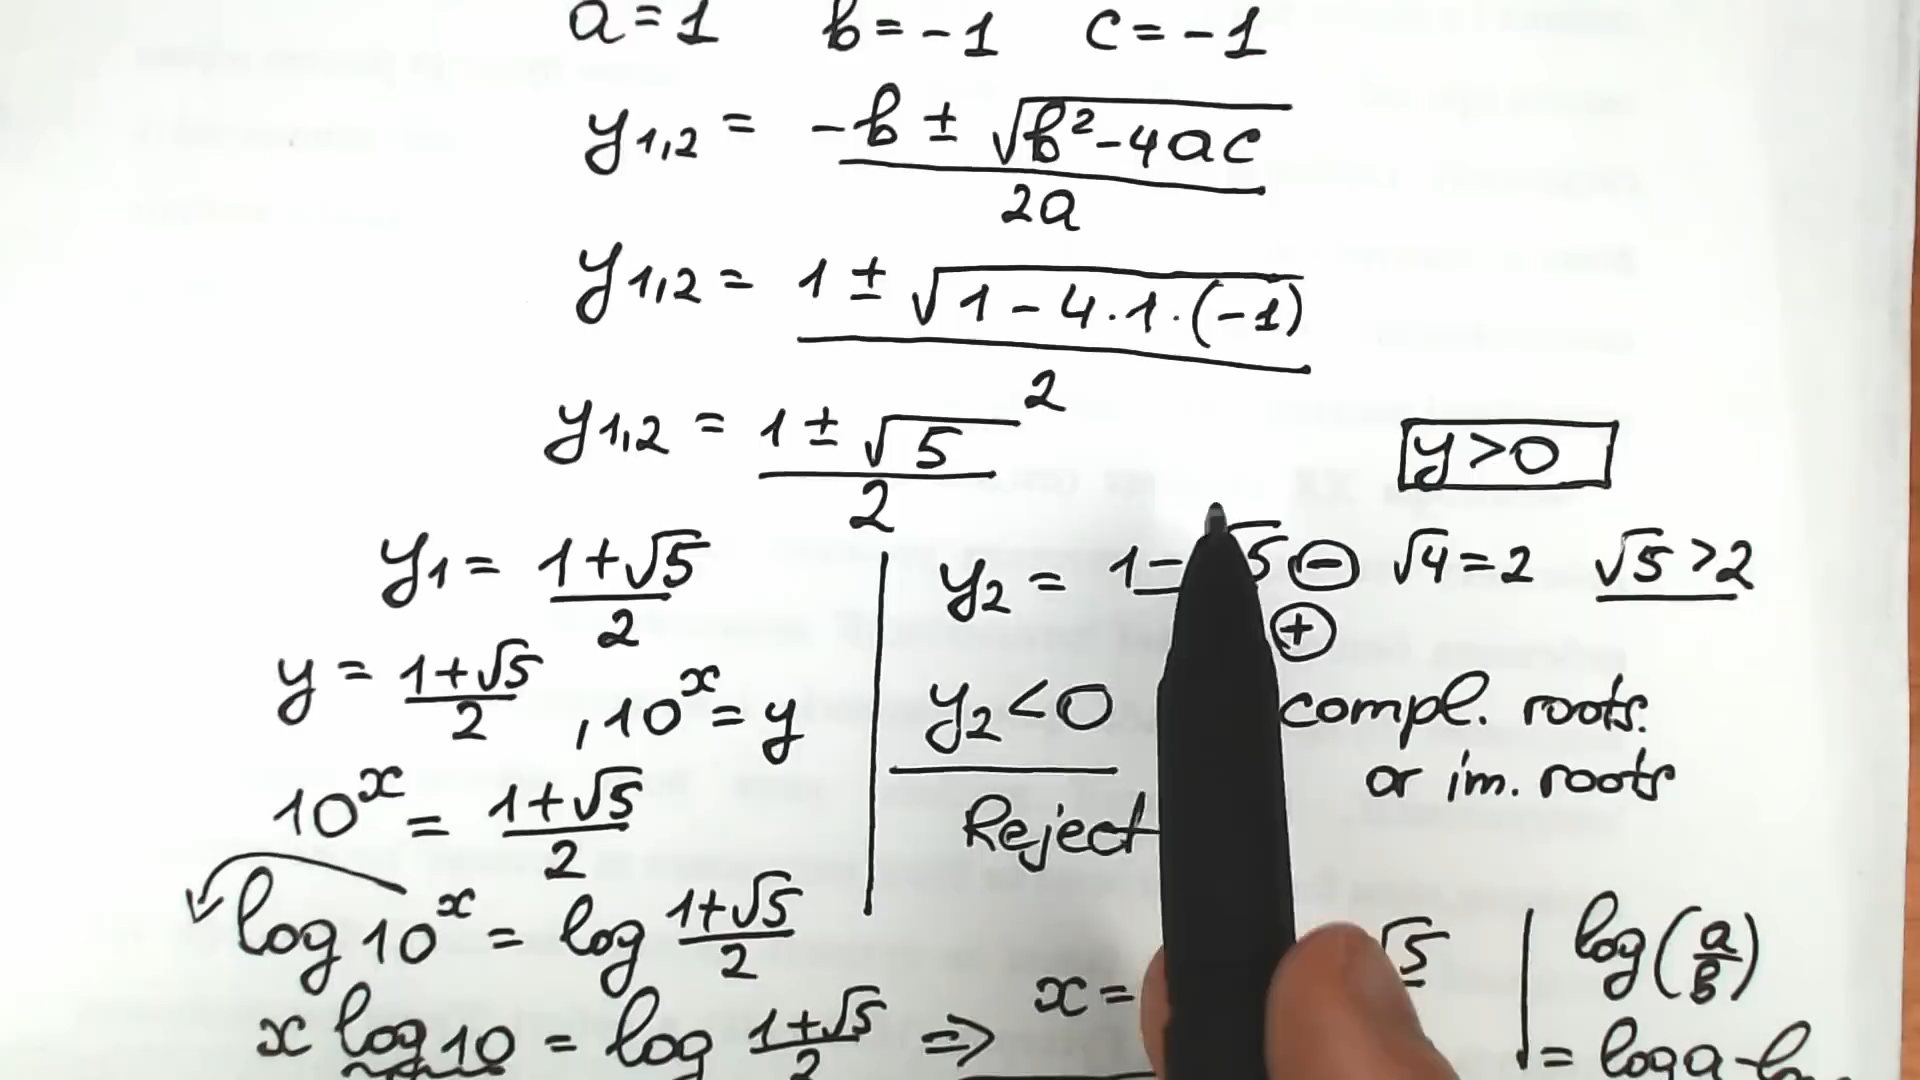 a = 1 b = -1 c = -1
y1,2 = -b ± √b²-4ac / 2a
y1,2 = 1 ± √1-4·1·(-1) / 2
y1,2 = 1 ± √5 / 2
y>0
y1 = 1+√5 / 2
y = 1+√5 / 2 , 10^x = y
10^x = 1+√5 / 2
log 10^x = log 1+√5 / 2
x log 10 = log 1+√5 / 2 =>
y2 = 1-√5 ⊖ √4 = 2 √5 > 2
⊕
y2 < 0 compl. roots.
or im. roots
Reject
x = √5
log(a/b)
= log a -